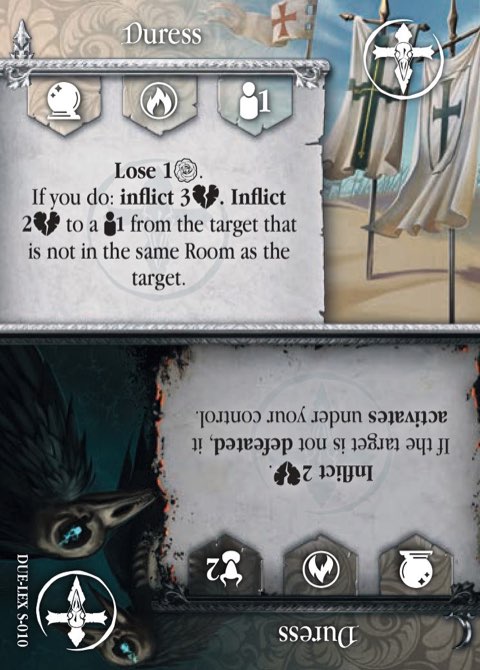 Duress
1
Lose 1.
If you do: inflict 3. Inflict
2 to a 1 from the target that
is not in the same Room as the
target.
Duress
2
Inflict 2.
If the target is not defeated, it
activates under your control.
DUE-LEX S-010